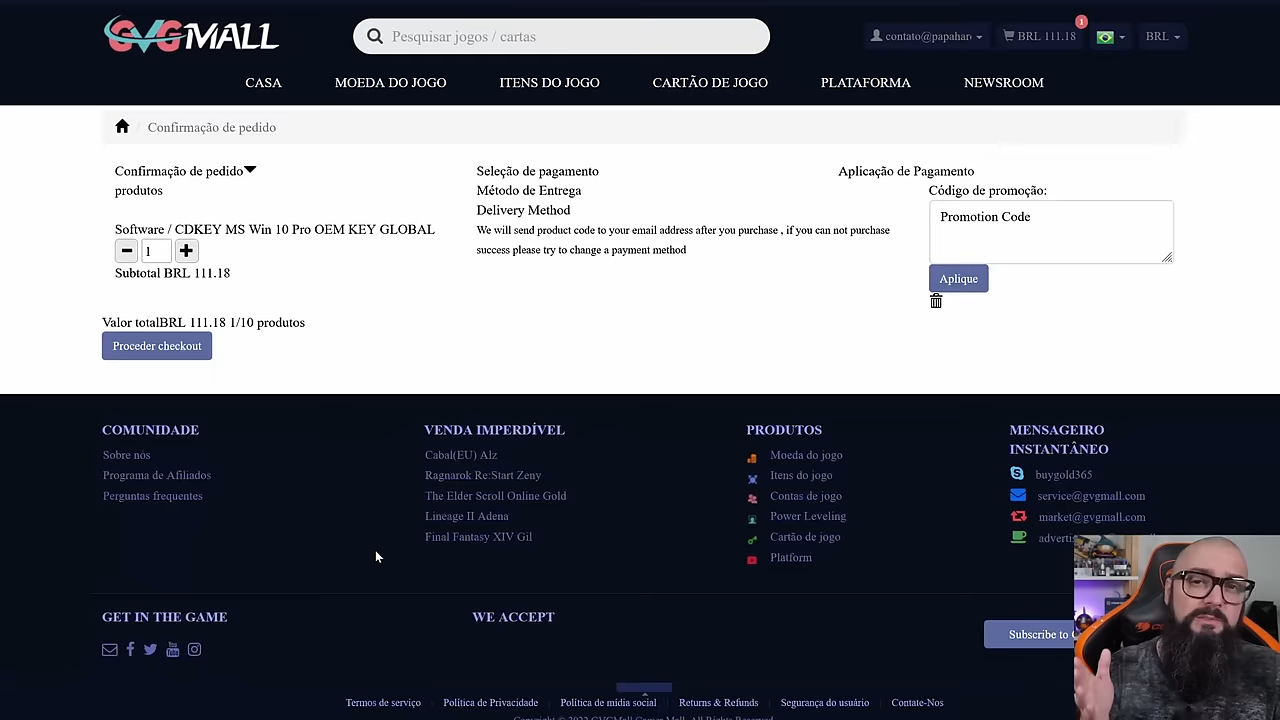 GVGMALL
Pesquisar jogos / cartas
contato@papahar
BRL 111.18
1
BRL
CASA
MOEDA DO JOGO
ITENS DO JOGO
CARTÃO DE JOGO
PLATAFORMA
NEWSROOM
Confirmação de pedido
Confirmação de pedido
produtos
Software / CDKEY MS Win 10 Pro OEM KEY GLOBAL
1
Subtotal BRL 111.18
Seleção de pagamento
Método de Entrega
Delivery Method
We will send product code to your email address after you purchase , if you can not purchase
success please try to change a payment method
Aplicação de Pagamento
Código de promoção:
Promotion Code
Aplique
Valor totalBRL 111.18 1/10 produtos
Proceder checkout
COMUNIDADE
Sobre nós
Programa de Afiliados
Perguntas frequentes
VENDA IMPERDÍVEL
Cabal(EU) Alz
Ragnarok Re:Start Zeny
The Elder Scroll Online Gold
Lineage II Adena
Final Fantasy XIV Gil
PRODUTOS
Moeda do jogo
Itens do jogo
Contas de jogo
Power Leveling
Cartão de jogo
Platform
MENSAGEIRO
INSTANTÂNEO
buygold365
service@gvgmall.com
market@gvgmall.com
GET IN THE GAME
WE ACCEPT
Subscribe to
Termos de serviço
Política de Privacidade
Política de mídia social
Returns & Refunds
Segurança do usuário
Contate-Nos